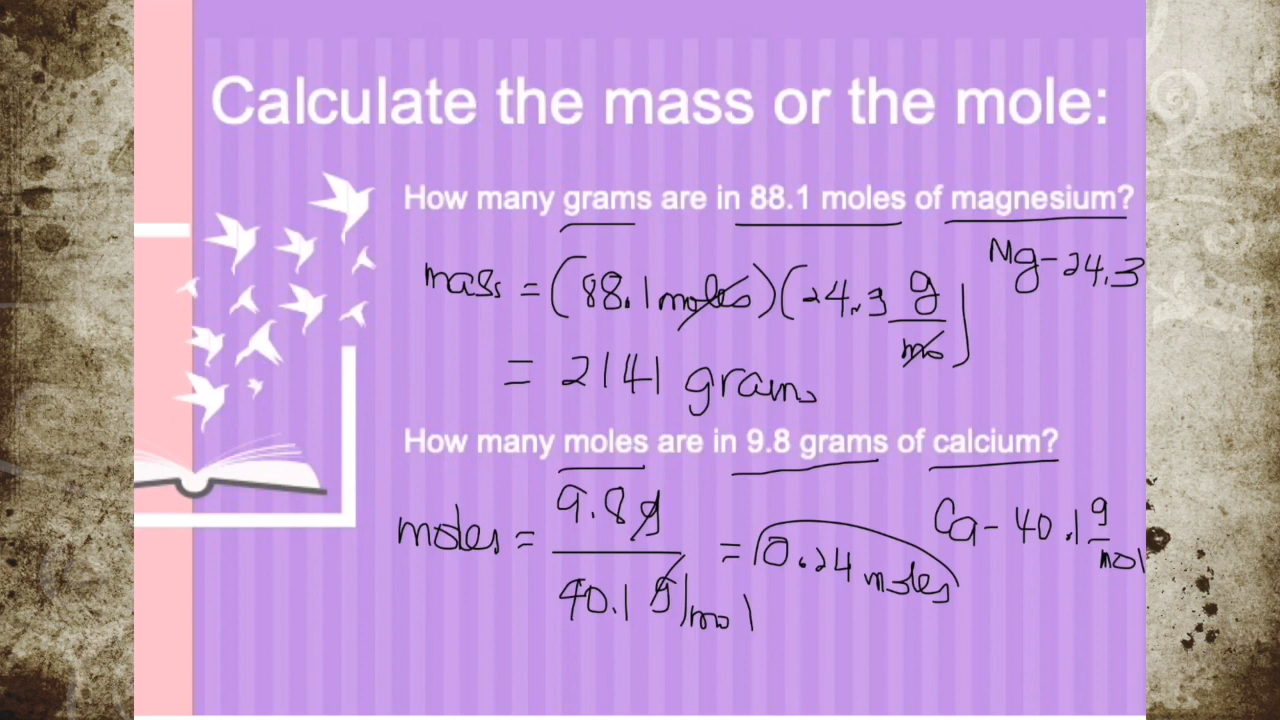 Calculate the mass or the mole:
How many grams are in 88.1 moles of magnesium?
Mg - 24.3
mass = (88.1 moles)(24.3 g/mo)
= 2141 grams
How many moles are in 9.8 grams of calcium?
Ca - 40.1 g/mol
moles = 9.8 g / 40.1 g/mol = 0.24 moles